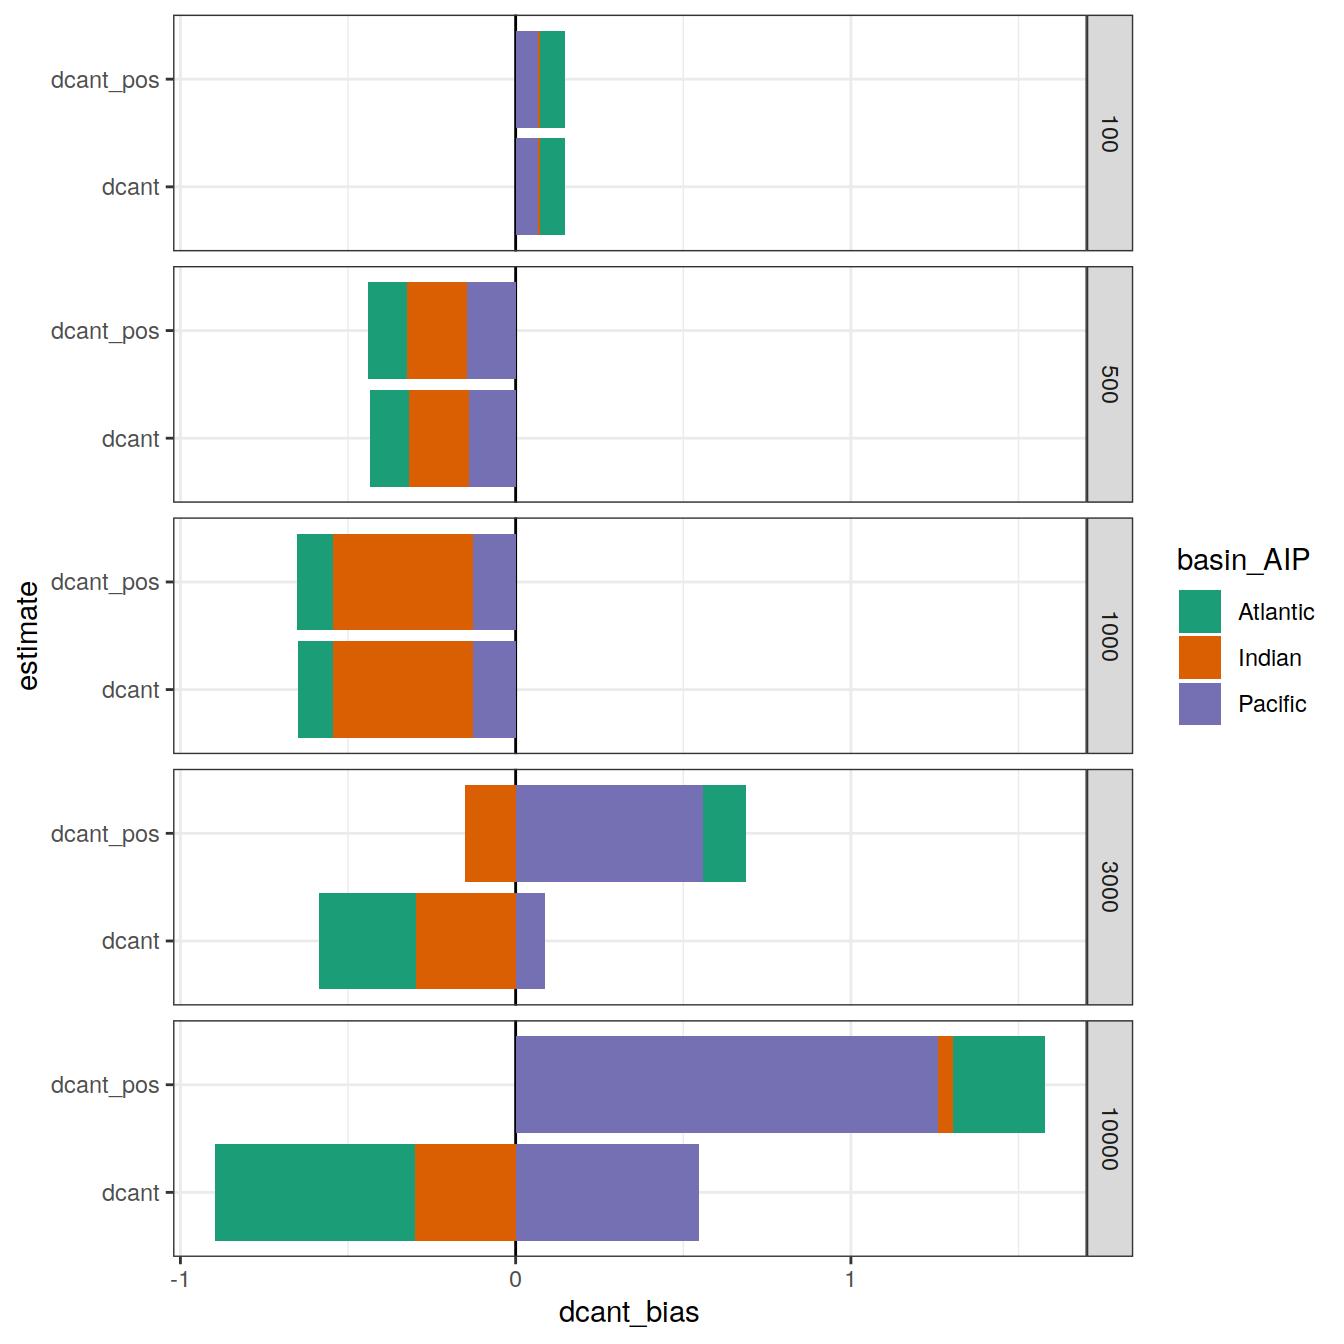 dcant_pos
dcant
100
dcant_pos
dcant
500
dcant_pos
dcant
1000
dcant_pos
dcant
3000
dcant_pos
dcant
10000
-1 0 1
dcant_bias
estimate
basin_AIP
Atlantic
Indian
Pacific